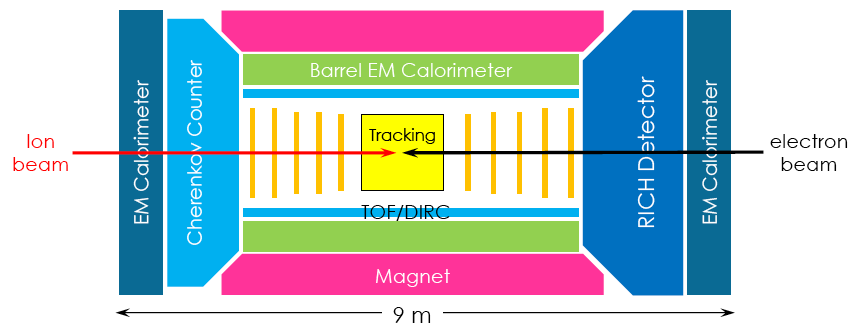 Barrel EM Calorimeter
EM Calorimeter
Cherenkov Counter
Ion
beam
Tracking
electron
beam
RICH Detector
EM Calorimeter
TOF/DIRC
Magnet
9 m